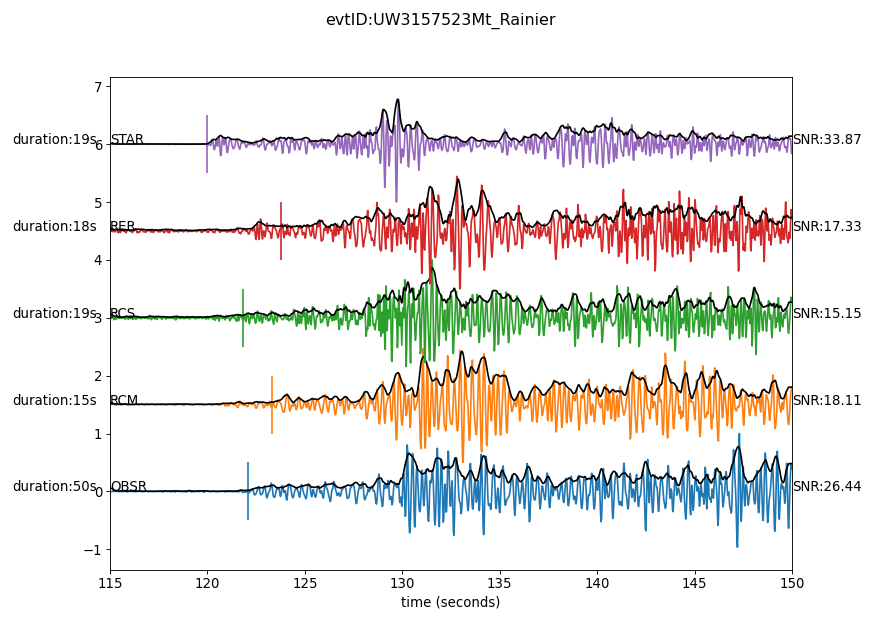 evtID:UW3157523Mt_Rainier
7
duration:19s STAR SNR:33.87
6
5
duration:18s RER SNR:17.33
4
duration:19s RCS SNR:15.15
3
2
duration:15s RCM SNR:18.11
1
duration:50s OBSR SNR:26.44
0
−1
115 120 125 130 135 140 145 150
time (seconds)